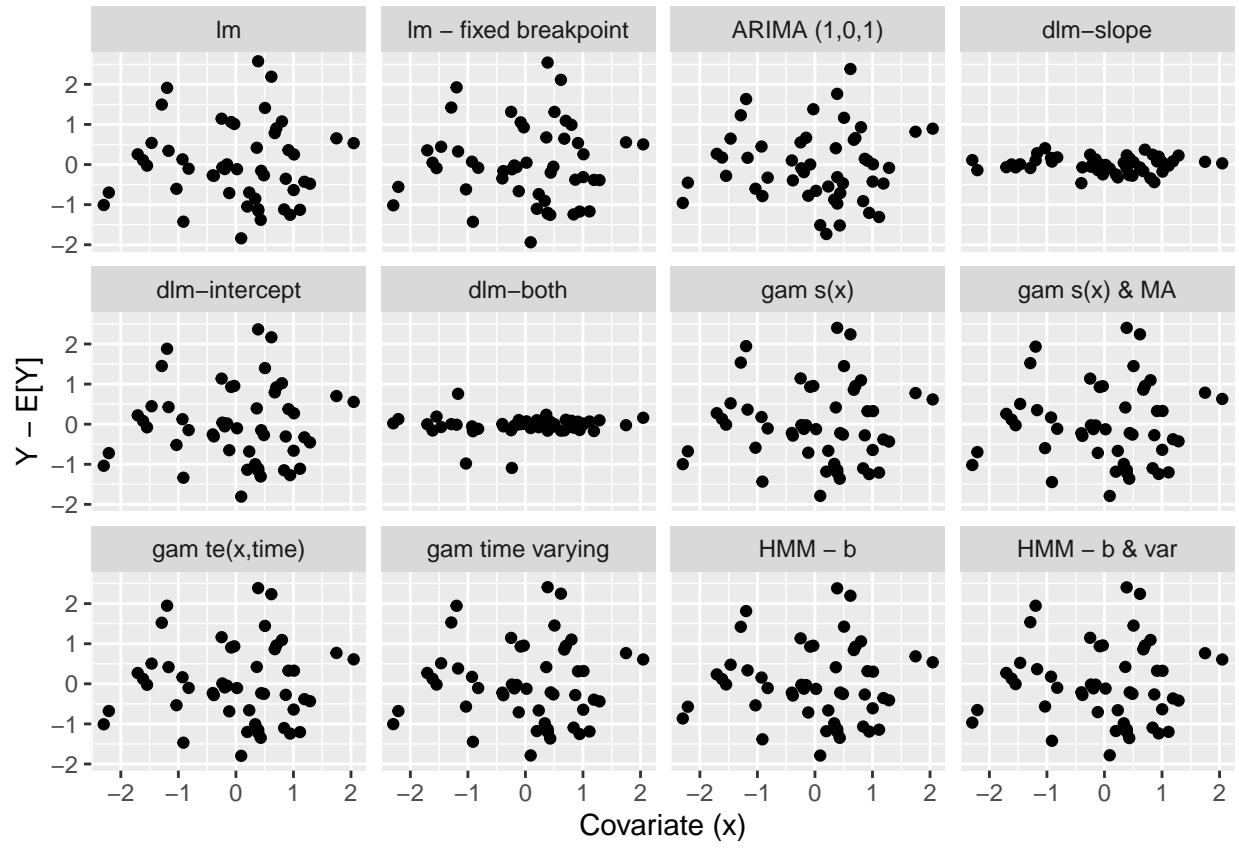 lm lm − fixed breakpoint ARIMA (1,0,1) dlm−slope
2
1
0
−1
−2
dlm−intercept dlm−both gam s(x) gam s(x) & MA
2
1
0
−1
−2
Y − E[Y]
gam te(x,time) gam time varying HMM − b HMM − b & var
2
1
0
−1
−2
−2 −1 0 1 2 −2 −1 0 1 2 −2 −1 0 1 2 −2 −1 0 1 2
Covariate (x)